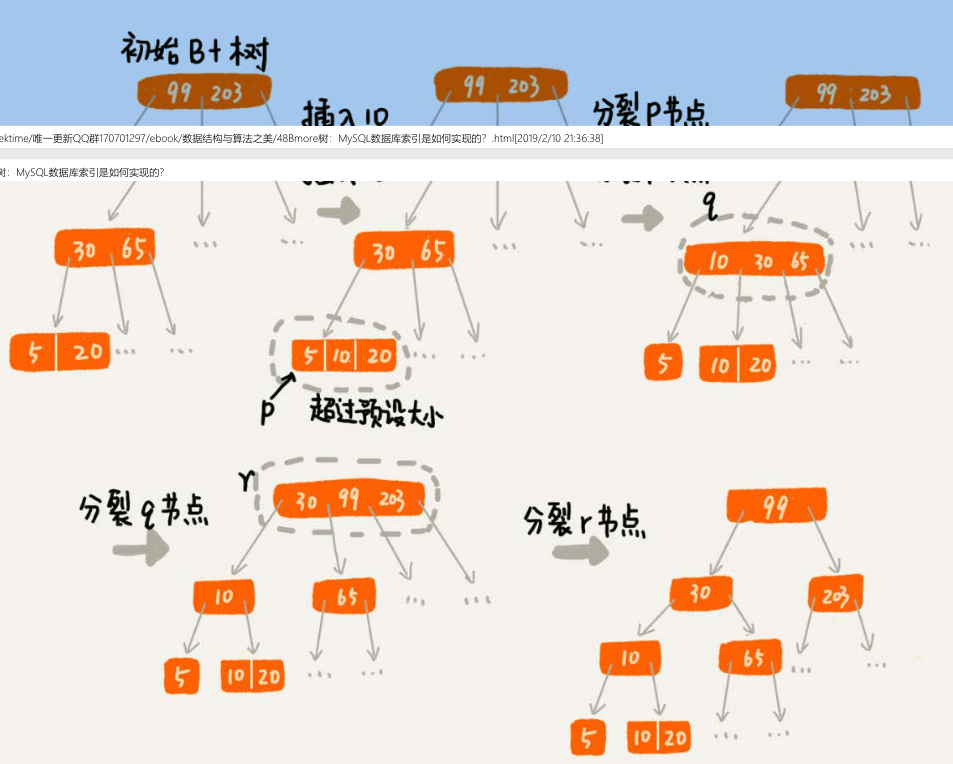 初始B+树
99 203
插入10
99 203
分裂P节点
99 203
ektime/唯一更新QQ群170701297/ebook/数据结构与算法之美/48Bmore树：MySQL数据库索引是如何实现的？.html[2019/2/10 21:36:38]
树：MySQL数据库索引是如何实现的？
q
30 65
...
...
30 65
...
...
10 30 65
...
...
5 20
...
...
5 10 20
...
...
5
10 20
...
...
p
超过预设大小
分裂q节点
r
30 99 203
分裂r节点
99
10
65
...
...
30
203
5
10 20
...
...
10
65
...
...
5
10 20
...
...